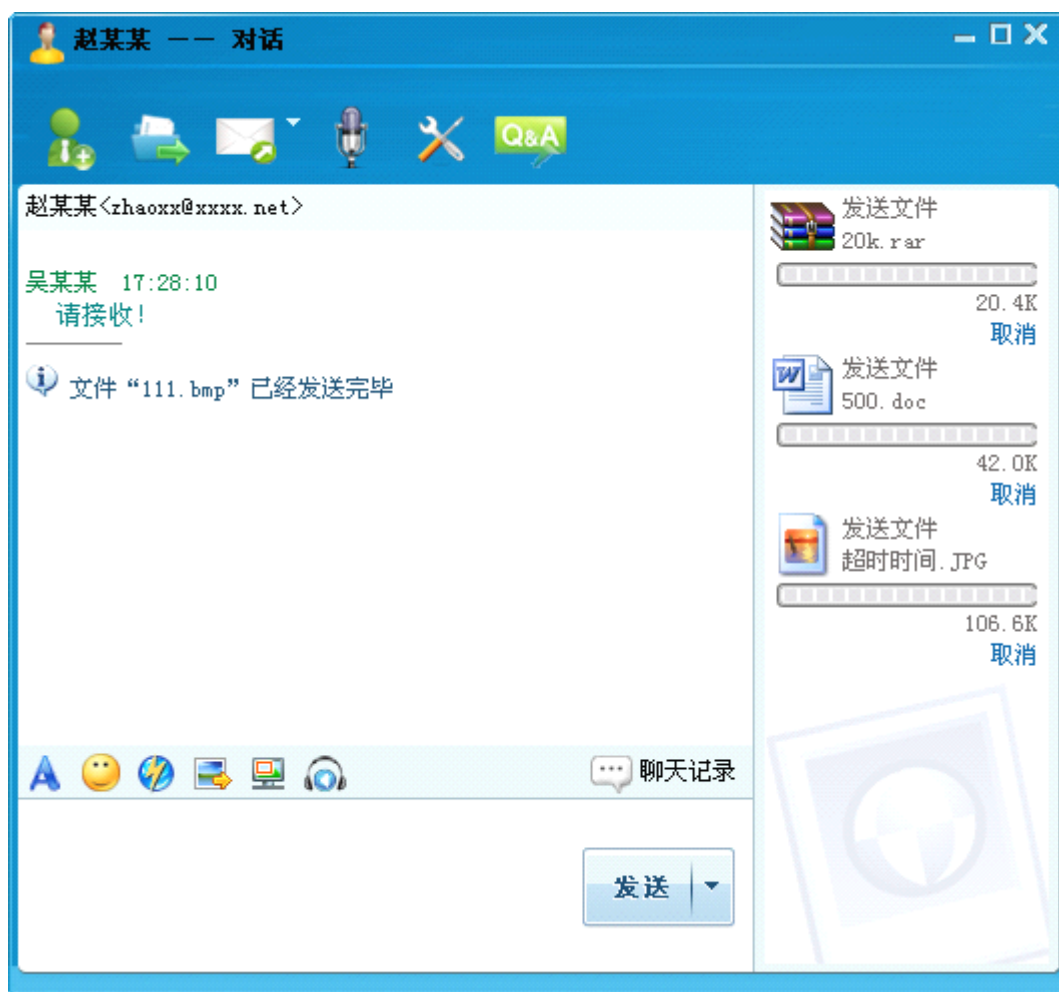 赵某某 —— 对话
Q&A
赵某某<zhaoxx@xxxx.net>
吴某某 17:28:10
请接收!
文件“111.bmp”已经发送完毕
聊天记录
发送
发送文件
20k.rar
20.4K
取消
发送文件
500.doc
42.0K
取消
发送文件
超时时间.JPG
106.6K
取消